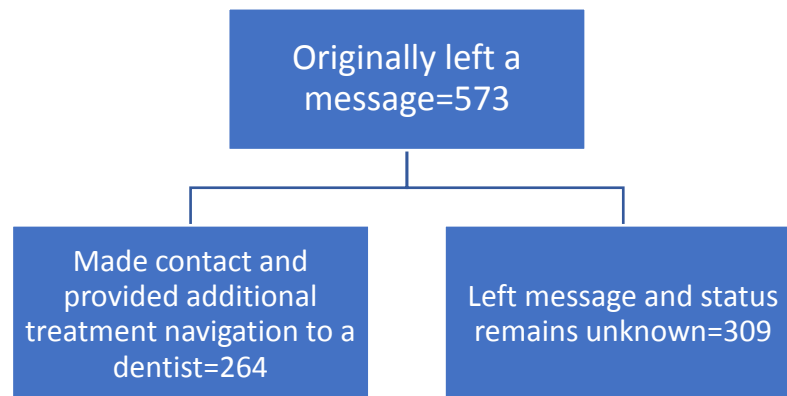 Originally left a
message=573
Made contact and
provided additional
treatment navigation to a
dentist=264
Left message and status
remains unknown=309